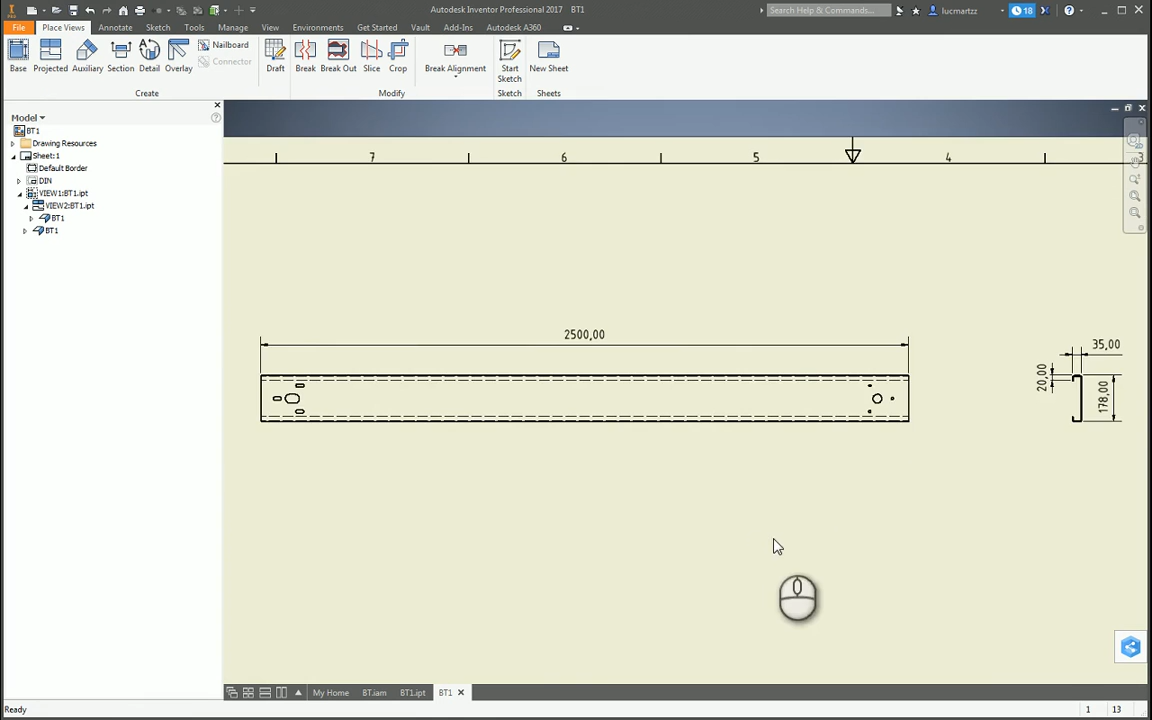 Autodesk Inventor Professional 2017 BT1
Search Help & Commands...
lucmartzz
18
File Place Views Annotate Sketch Tools Manage View Environments Get Started Vault Add-Ins Autodesk A360
Base Projected Auxiliary Section Detail Overlay
Nailboard
Connector
Draft Break Break Out Slice Crop Break Alignment
Start Sketch
New Sheet
Create Modify Sketch Sheets
Model
BT1
Drawing Resources
Sheet:1
Default Border
DIN
VIEW1:BT1.ipt
VIEW2:BT1.ipt
BT1
BT1
7 6 5 4 3
2500,00
35,00
20,00
178,00
My Home BT.iam BT1.ipt BT1
Ready 1 13